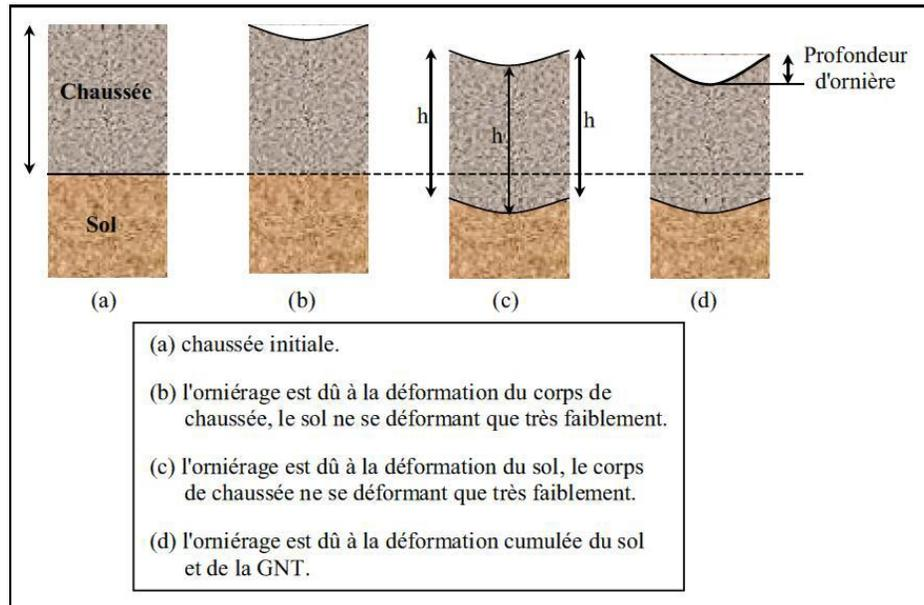 Chaussée
Sol
h
h
h
Profondeur
d'ornière
(a)
(b)
(c)
(d)
(a) chaussée initiale.
(b) l'orniérage est dû à la déformation du corps de
chaussée, le sol ne se déformant que très faiblement.
(c) l'orniérage est dû à la déformation du sol, le corps
de chaussée ne se déformant que très faiblement.
(d) l'orniérage est dû à la déformation cumulée du sol
et de la GNT.